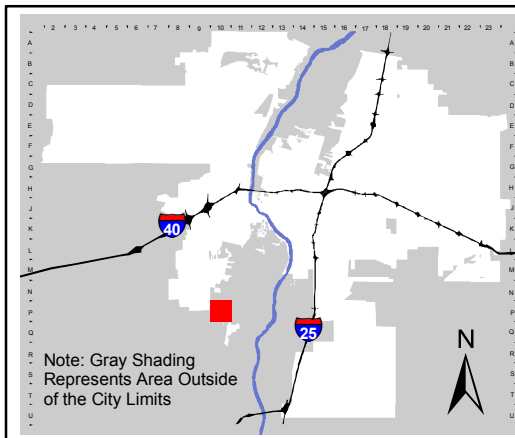 2 3 4 5 6 7 8 9 10 11 12 13 14 15 16 17 18 19 20 21 22 23
A A
B B
C C
D D
E E
F F
G G
H H
J J
K K
L L
M M
N N
P P
Q Q
R R
S S
T T
U U
40
25
N
Note: Gray Shading
Represents Area Outside
of the City Limits